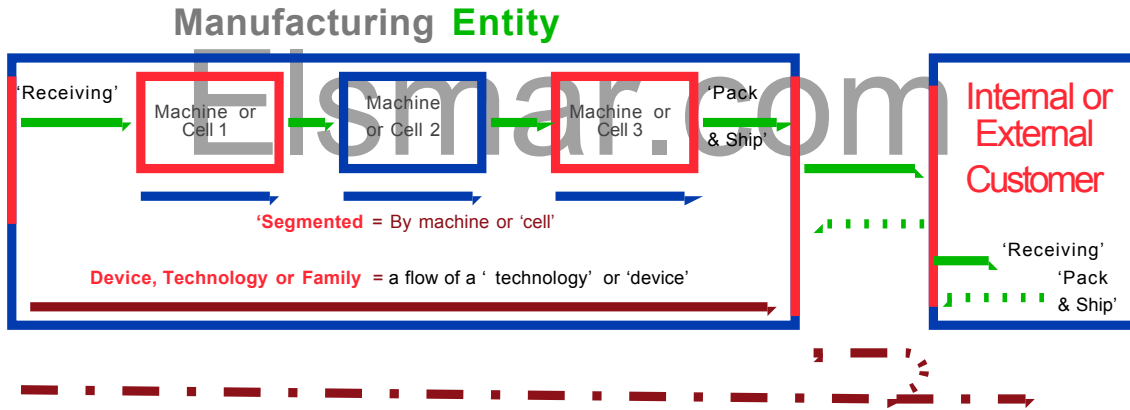 Manufacturing Entity
Elsmar.com
‘Receiving’
Machine or
Cell 1
Machine
or Cell 2
Machine or
Cell 3
‘Pack
& Ship’
Internal or
External
Customer
‘Segmented = By machine or ‘cell’
Device, Technology or Family = a flow of a ‘ technology’ or ‘device’
‘Receiving’
‘Pack
& Ship’